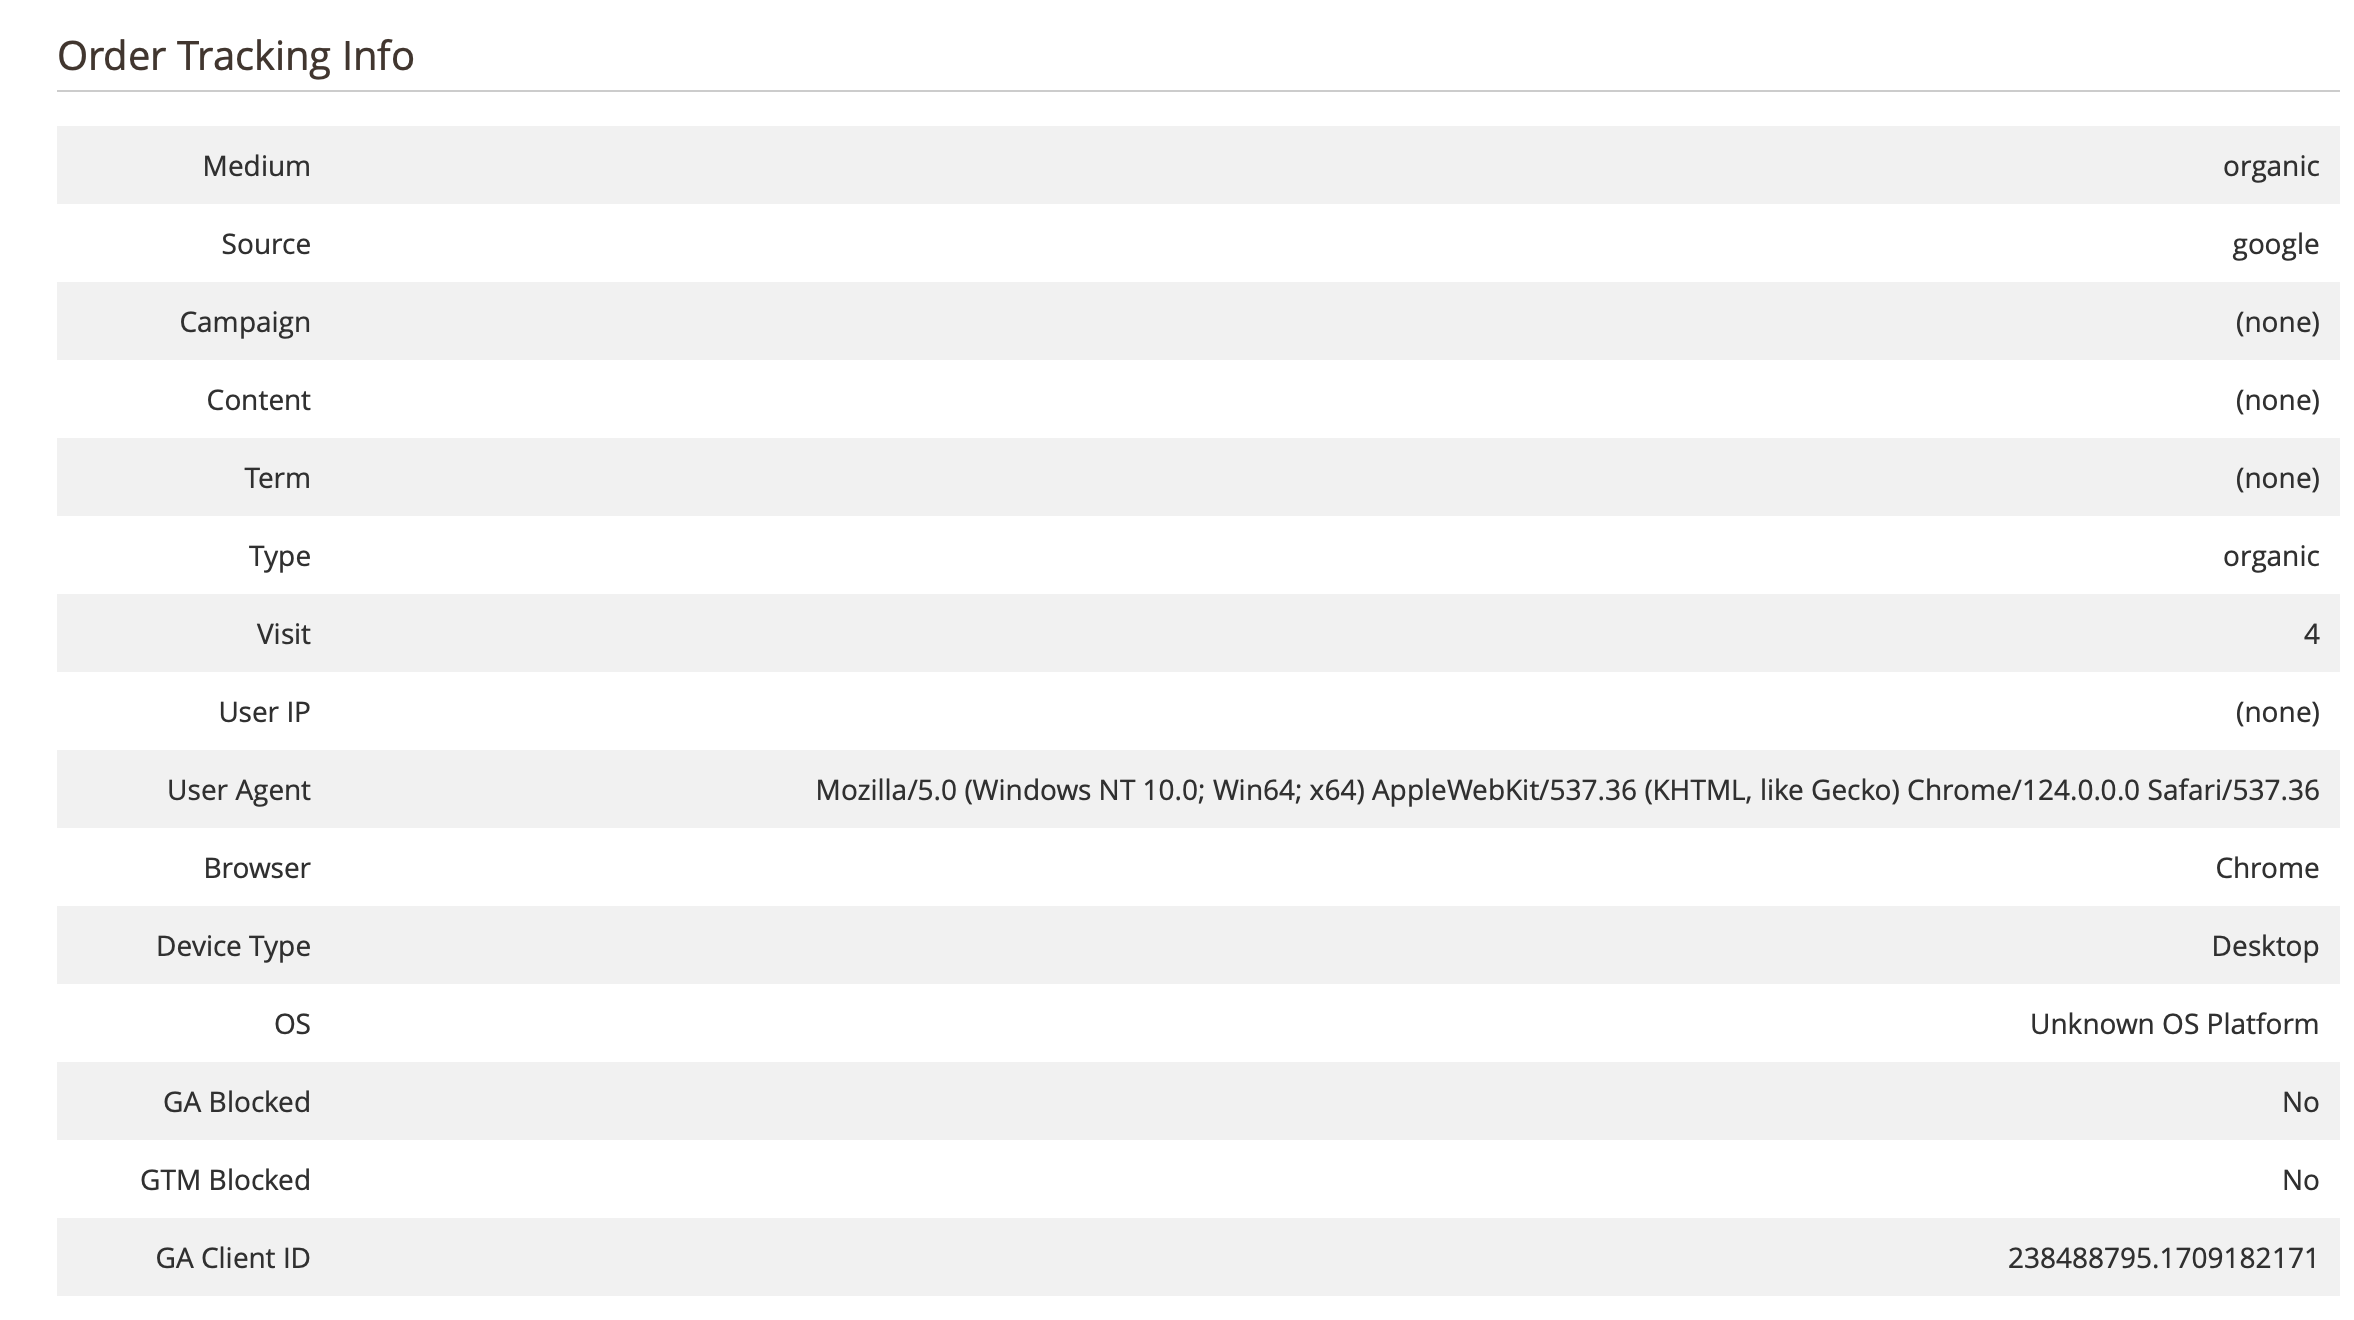 Order Tracking Info
Medium organic
Source google
Campaign (none)
Content (none)
Term (none)
Type organic
Visit 4
User IP (none)
User Agent Mozilla/5.0 (Windows NT 10.0; Win64; x64) AppleWebKit/537.36 (KHTML, like Gecko) Chrome/124.0.0.0 Safari/537.36
Browser Chrome
Device Type Desktop
OS Unknown OS Platform
GA Blocked No
GTM Blocked No
GA Client ID 238488795.1709182171